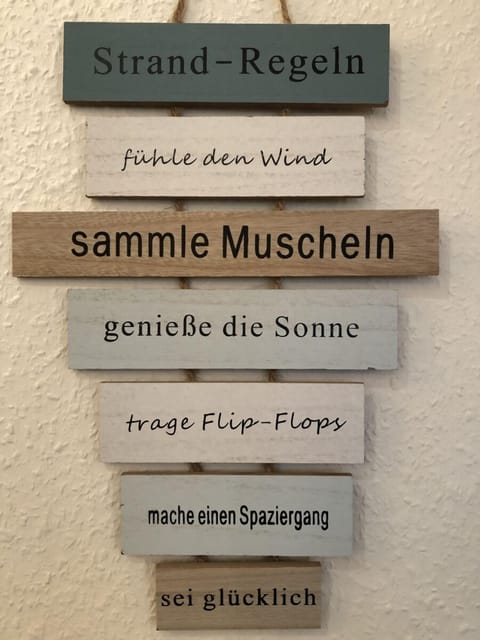 Strand-Regeln
fühle den Wind
sammle Muscheln
genieße die Sonne
trage Flip-Flops
mache einen Spaziergang
sei glücklich